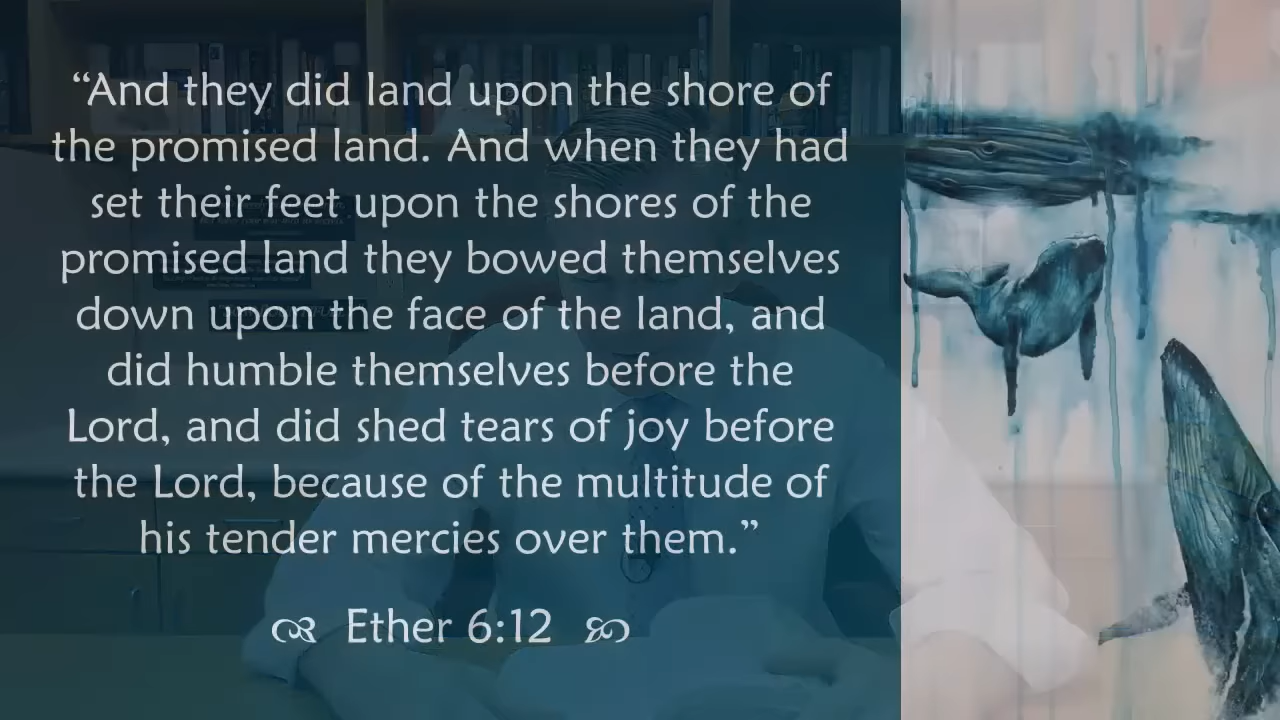 “And they did land upon the shore of
the promised land. And when they had
set their feet upon the shores of the
promised land they bowed themselves
down upon the face of the land, and
did humble themselves before the
Lord, and did shed tears of joy before
the Lord, because of the multitude of
his tender mercies over them.”
Ether 6:12